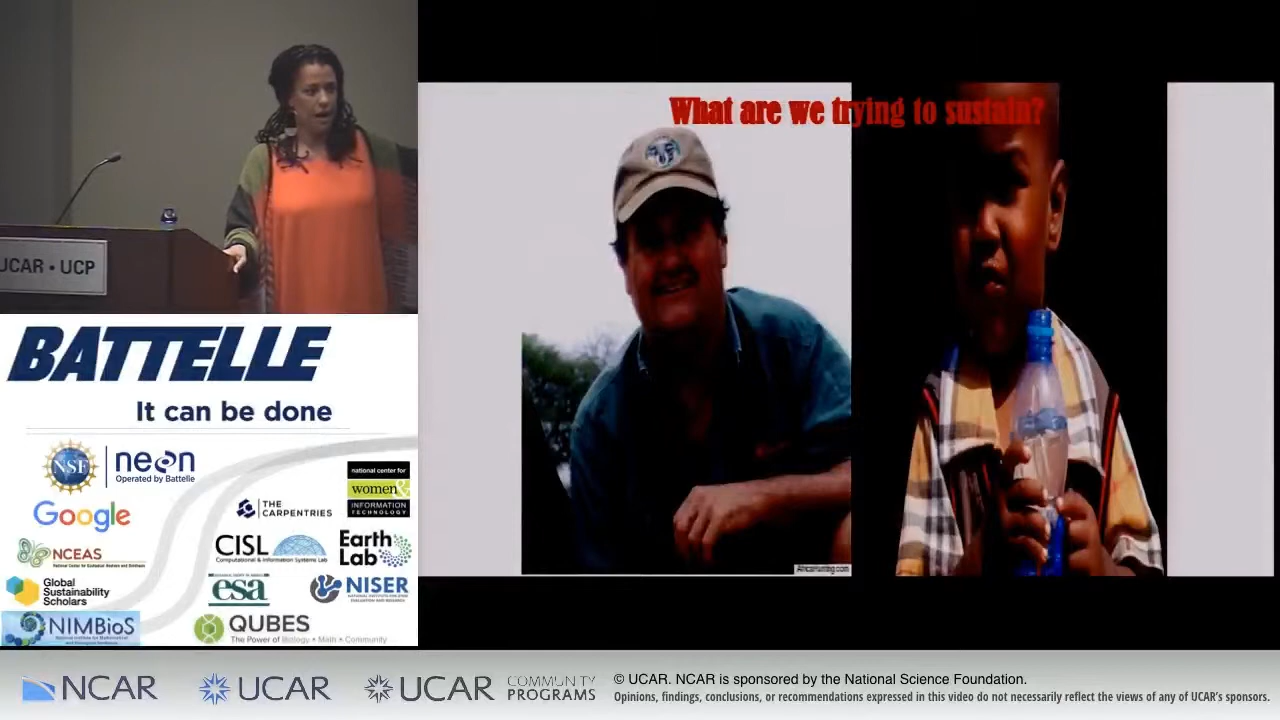 What are we trying to sustain?
UCAR • UCP
BATTELLE
It can be done
NSF
neon
Operated by Battelle
national center for
women&
INFORMATION
TECHNOLOGY
Google
THE
CARPENTRIES
NCEAS
CISL
Computational & Information Systems Lab
Earth
Lab
Global
Sustainability
Scholars
esa
NISER
NIMBioS
QUBES
The Power of Biology • Math • Community
Africahunting.com
NCAR
UCAR
UCAR
COMMUNITY
PROGRAMS
© UCAR. NCAR is sponsored by the National Science Foundation.
Opinions, findings, conclusions, or recommendations expressed in this video do not necessarily reflect the views of any of UCAR's sponsors.